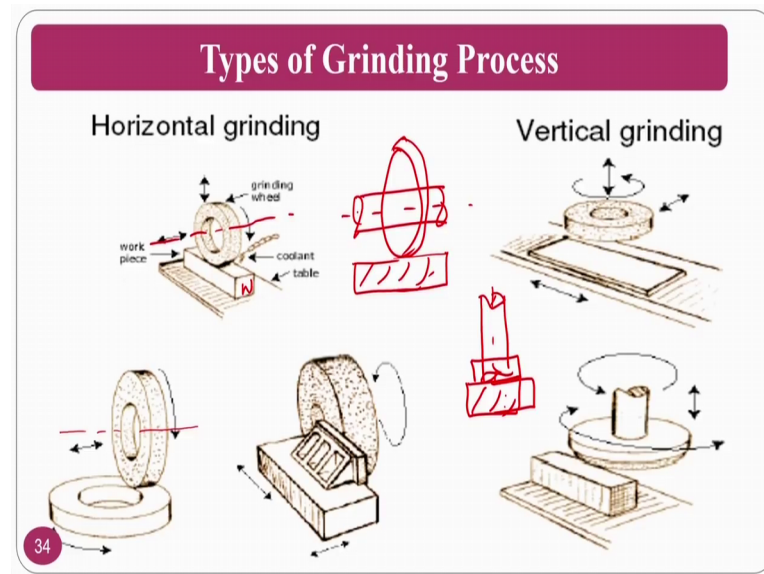 Types of Grinding Process
Horizontal grinding
Vertical grinding
grinding
wheel
work
piece
coolant
table
W
34